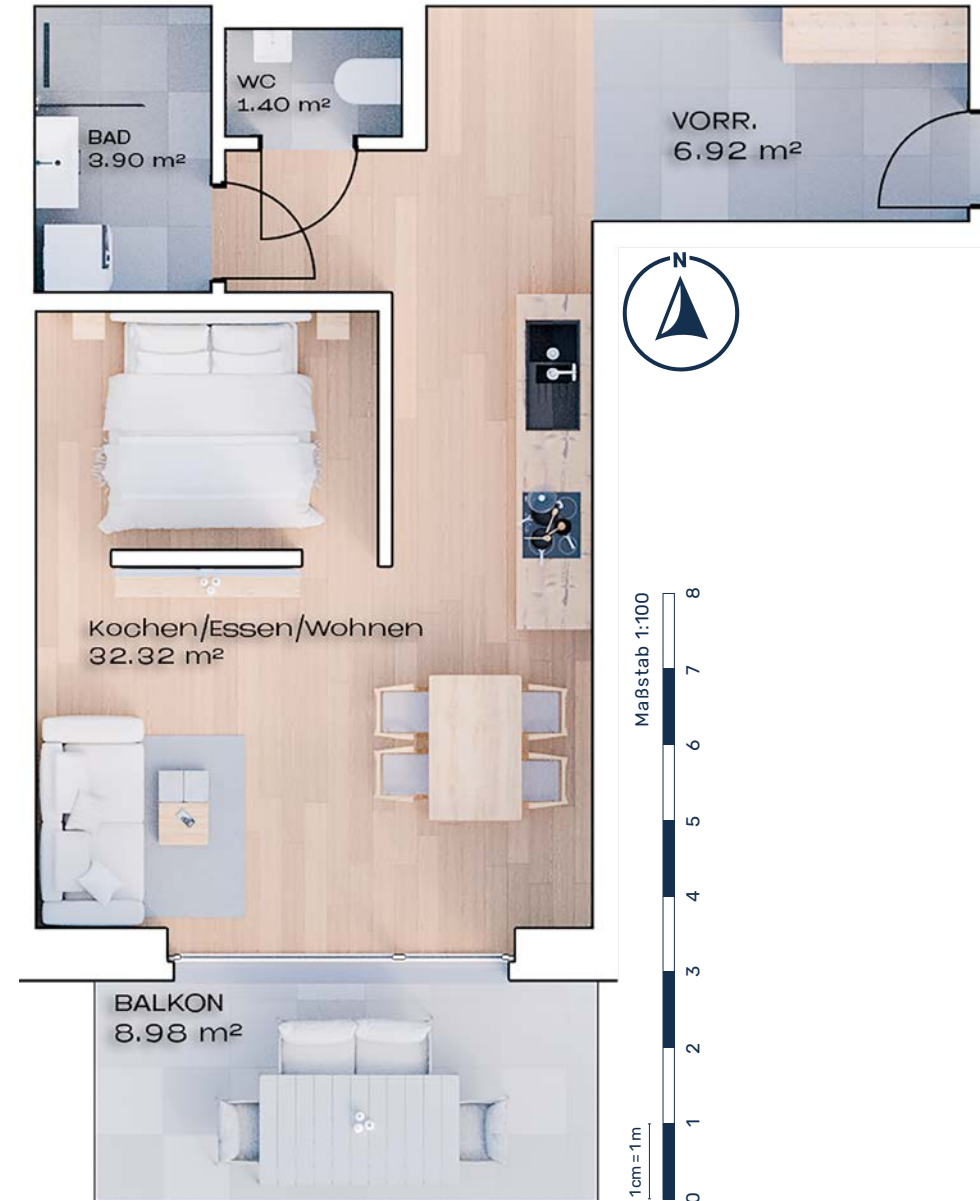 WC
1.40 m²
BAD
3.90 m²
VORR.
6.92 m²
N
Kochen/Essen/Wohnen
32.32 m²
BALKON
8.98 m²
Maßstab 1:100
8
7
6
5
4
3
2
1
0
1cm = 1m